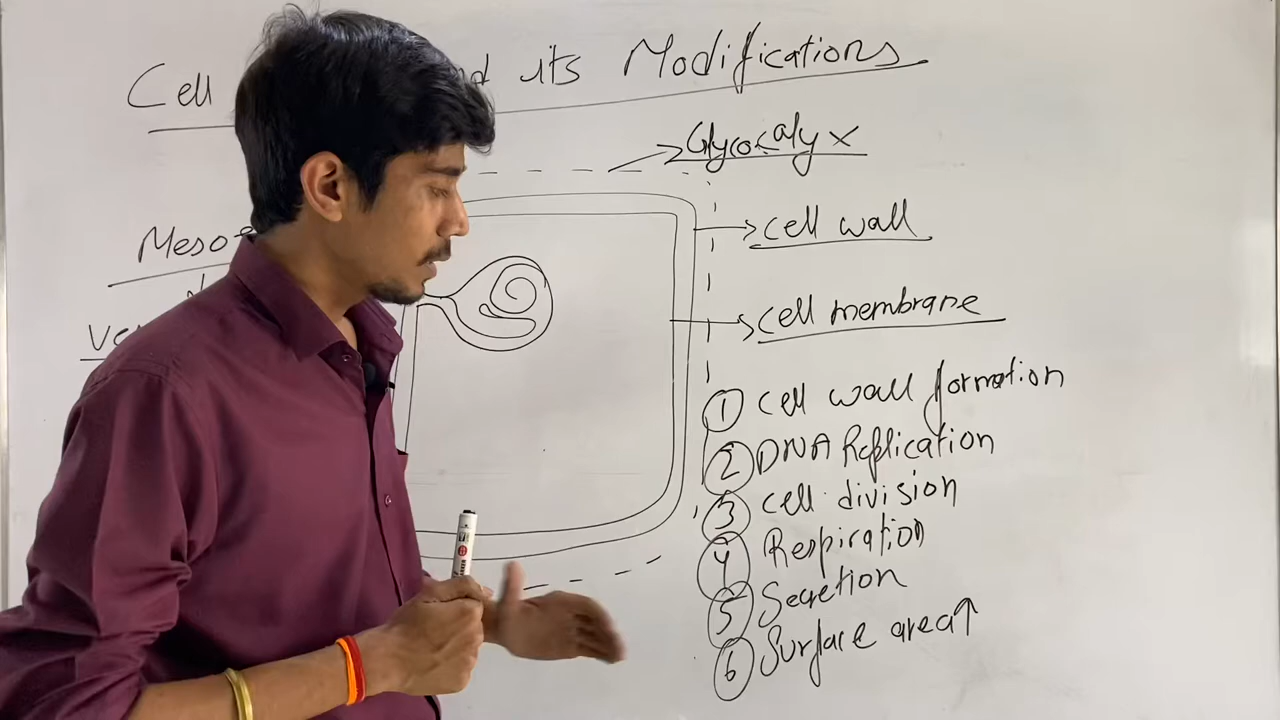 Cell its Modifications
Glycocalyx
cell wall
cell membrane
① Cell wall formation
② DNA Replication
③ Cell division
④ Respiration
⑤ Secretion
⑥ Surface area↑